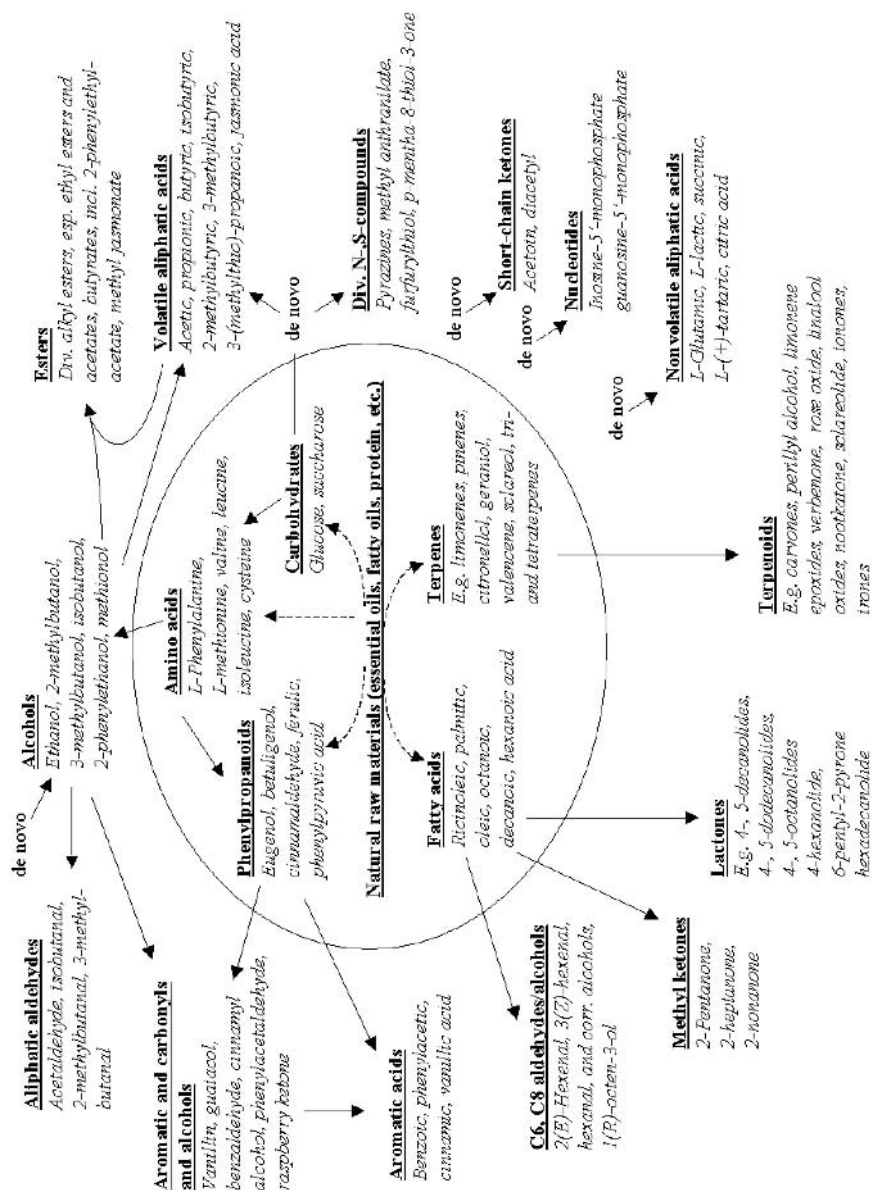 de novo
Alcohols
Ethanol, 2-methylbutanol,
3-methylbutanol, isobutanol,
2-phenylethanol, methionol
Esters
Div. alkyl esters, esp. ethyl esters and
acetates, butyrates, incl. 2-phenylethyl-
acetate, methyl jasmonate
Aliphatic aldehydes
Acetaldehyde, isobutanal,
2-methylbutanal, 3-methyl-
butanal
Volatile aliphatic acids
Acetic, propionic, butyric, isobutyric,
2-methylbutyric, 3-methylbutyric,
3-(methylthio)-propanoic, jasmonic acid
Amino acids
L-Phenylalanine,
L-methionine, valine, leucine,
isoleucine, cysteine
Aromatic and carbonyls
and alcohols
Vanillin, guaiacol,
benzaldehyde, cinnamyl
alcohol, phenylacetaldehyde,
raspberry ketone
Phenylpropanoids
Eugenol, betuligenol,
cinnamaldehyde, ferulic,
phenylpyruvic acid
Carbohydrates
Glucose, saccharose
de novo
Div. N-,S-compounds
Pyrazines, methyl anthranilate,
furfurylthiol, p-mentha-8-thiol-3-one
Natural raw materials (essential oils, fatty oils, protein, etc.)
Aromatic acids
Benzoic, phenylacetic,
cinnamic, vanillic acid
Fatty acids
Ricinoleic, palmitic,
oleic, octanoic,
decanoic, hexanoic acid
Terpenes
E.g. limonenes, pinenes,
citronellol, geraniol,
valencene, sclareol, tri-
and tetraterpenes
de novo
Short-chain ketones
Acetoin, diacetyl
de novo
Nucleotides
Inosine-5'-monophosphate
guanosine-5'-monophosphate
C6, C8 aldehydes/alcohols
2(E)-Hexenal, 3(Z)-hexenal,
hexanal, and corr. alcohols,
1(R)-octen-3-ol
de novo
Nonvolatile aliphatic acids
L-Glutamic, L-lactic, succinic,
L-(+)-tartaric, citric acid
Methyl ketones
2-Pentanone,
2-heptanone,
2-nonanone
Lactones
E.g. 4-, 5-decanolides,
4-, 5-dodecanolides,
4-, 5-octanolides
4-hexanolide,
6-pentyl-2-pyrone
hexadecanolide
Terpenoids
E.g. carvones, perillyl alcohol, limonene
epoxides, verbenone, rose oxide, linalool
oxides, nootkatone, sclareolide, ionones,
irones